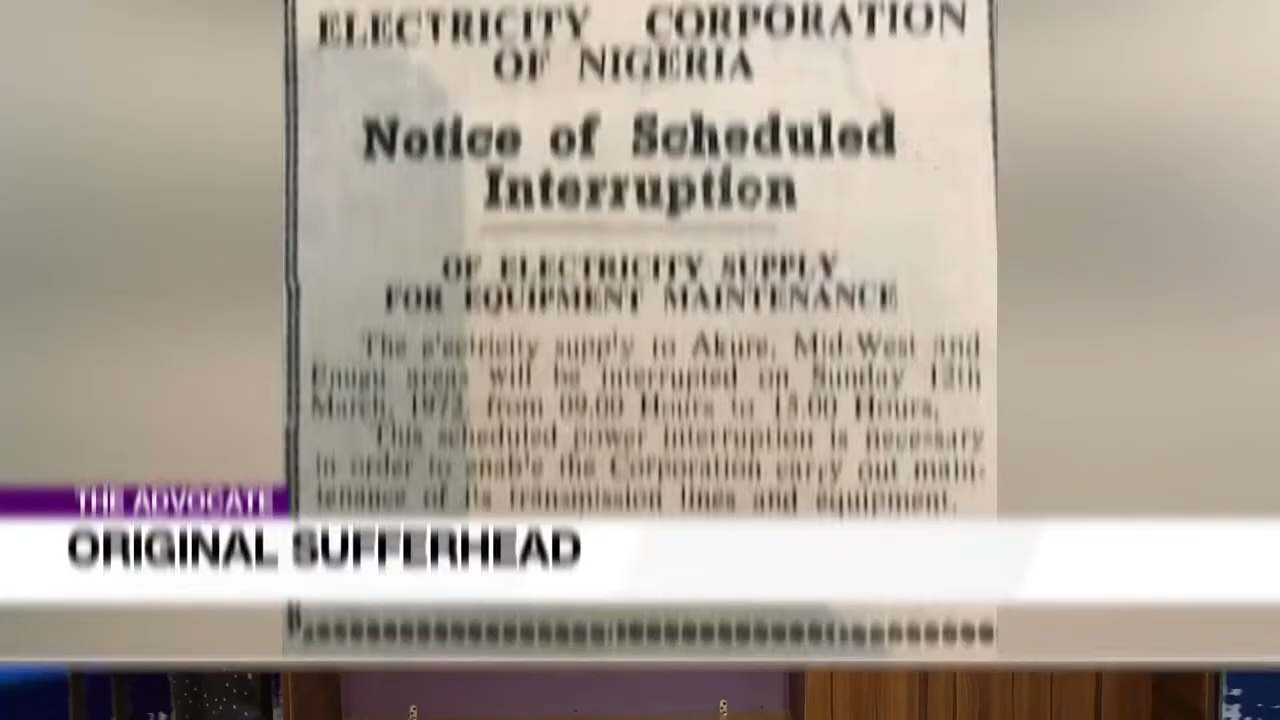 ELECTRICITY CORPORATION
OF NIGERIA
Notice of Scheduled
Interruption
OF ELECTRICITY SUPPLY
FOR EQUIPMENT MAINTENANCE
The electricity supply to Akure, Mid-West and
Enugu areas will be interrupted on Sunday 12th
March, 1972 from 09.00 Hours to 15.00 Hours.
This scheduled power interruption is necessary
in order to enable the Corporation carry out main-
tenance of its transmission lines and equipment.
THE ADVOCATE
ORIGINAL SUFFERHEAD